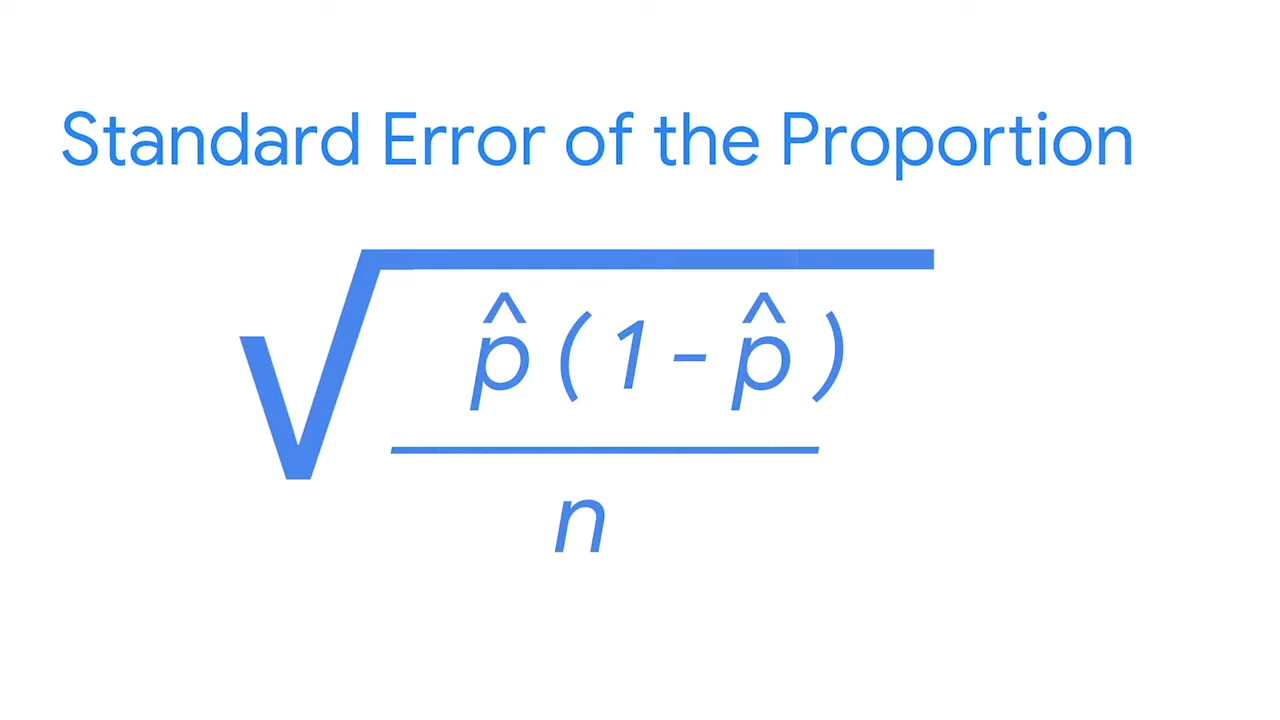 Standard Error of the Proportion
√ p̂ ( 1 - p̂ )
n